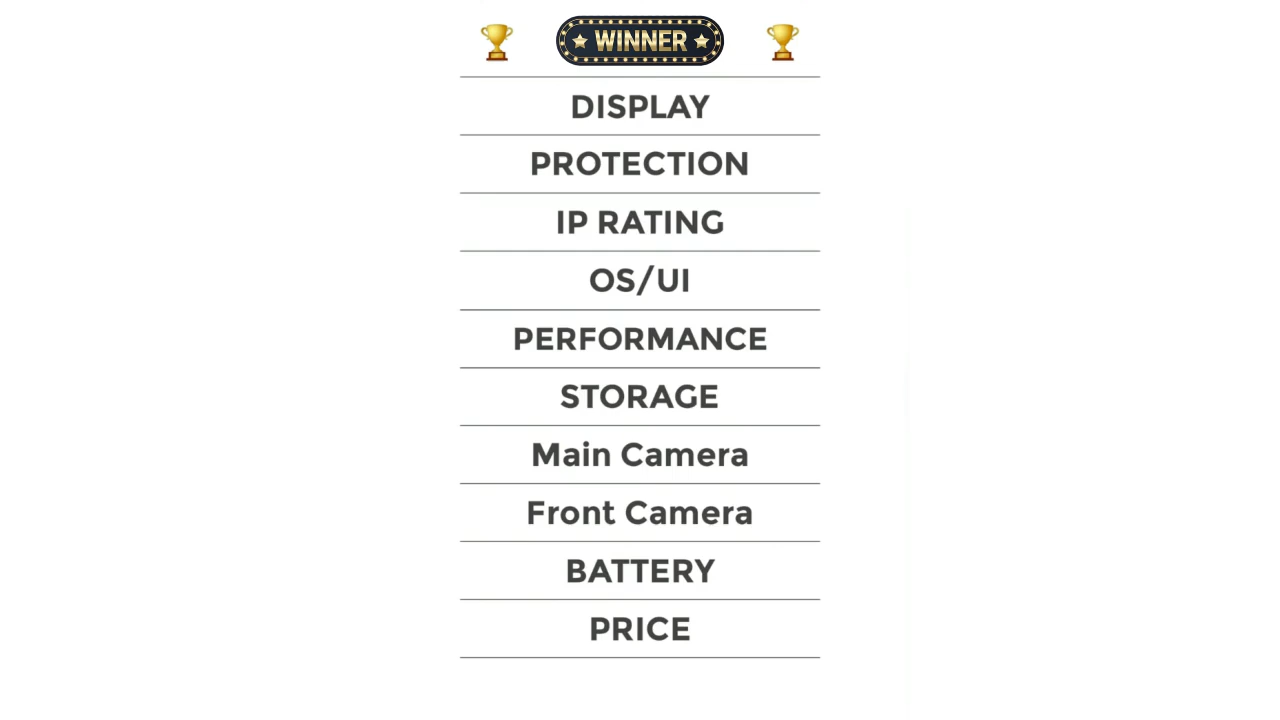 WINNER
DISPLAY
PROTECTION
IP RATING
OS/UI
PERFORMANCE
STORAGE
Main Camera
Front Camera
BATTERY
PRICE